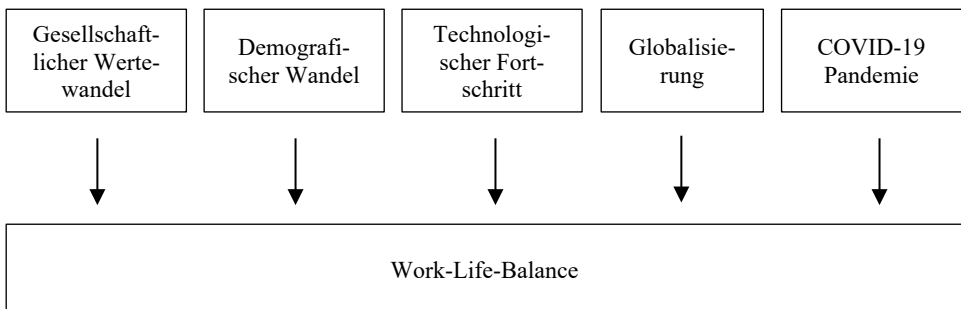 Gesellschaft-
licher Werte-
wandel
Demografi-
scher Wandel
Technologi-
scher Fort-
schritt
Globalisie-
rung
COVID-19
Pandemie
Work-Life-Balance